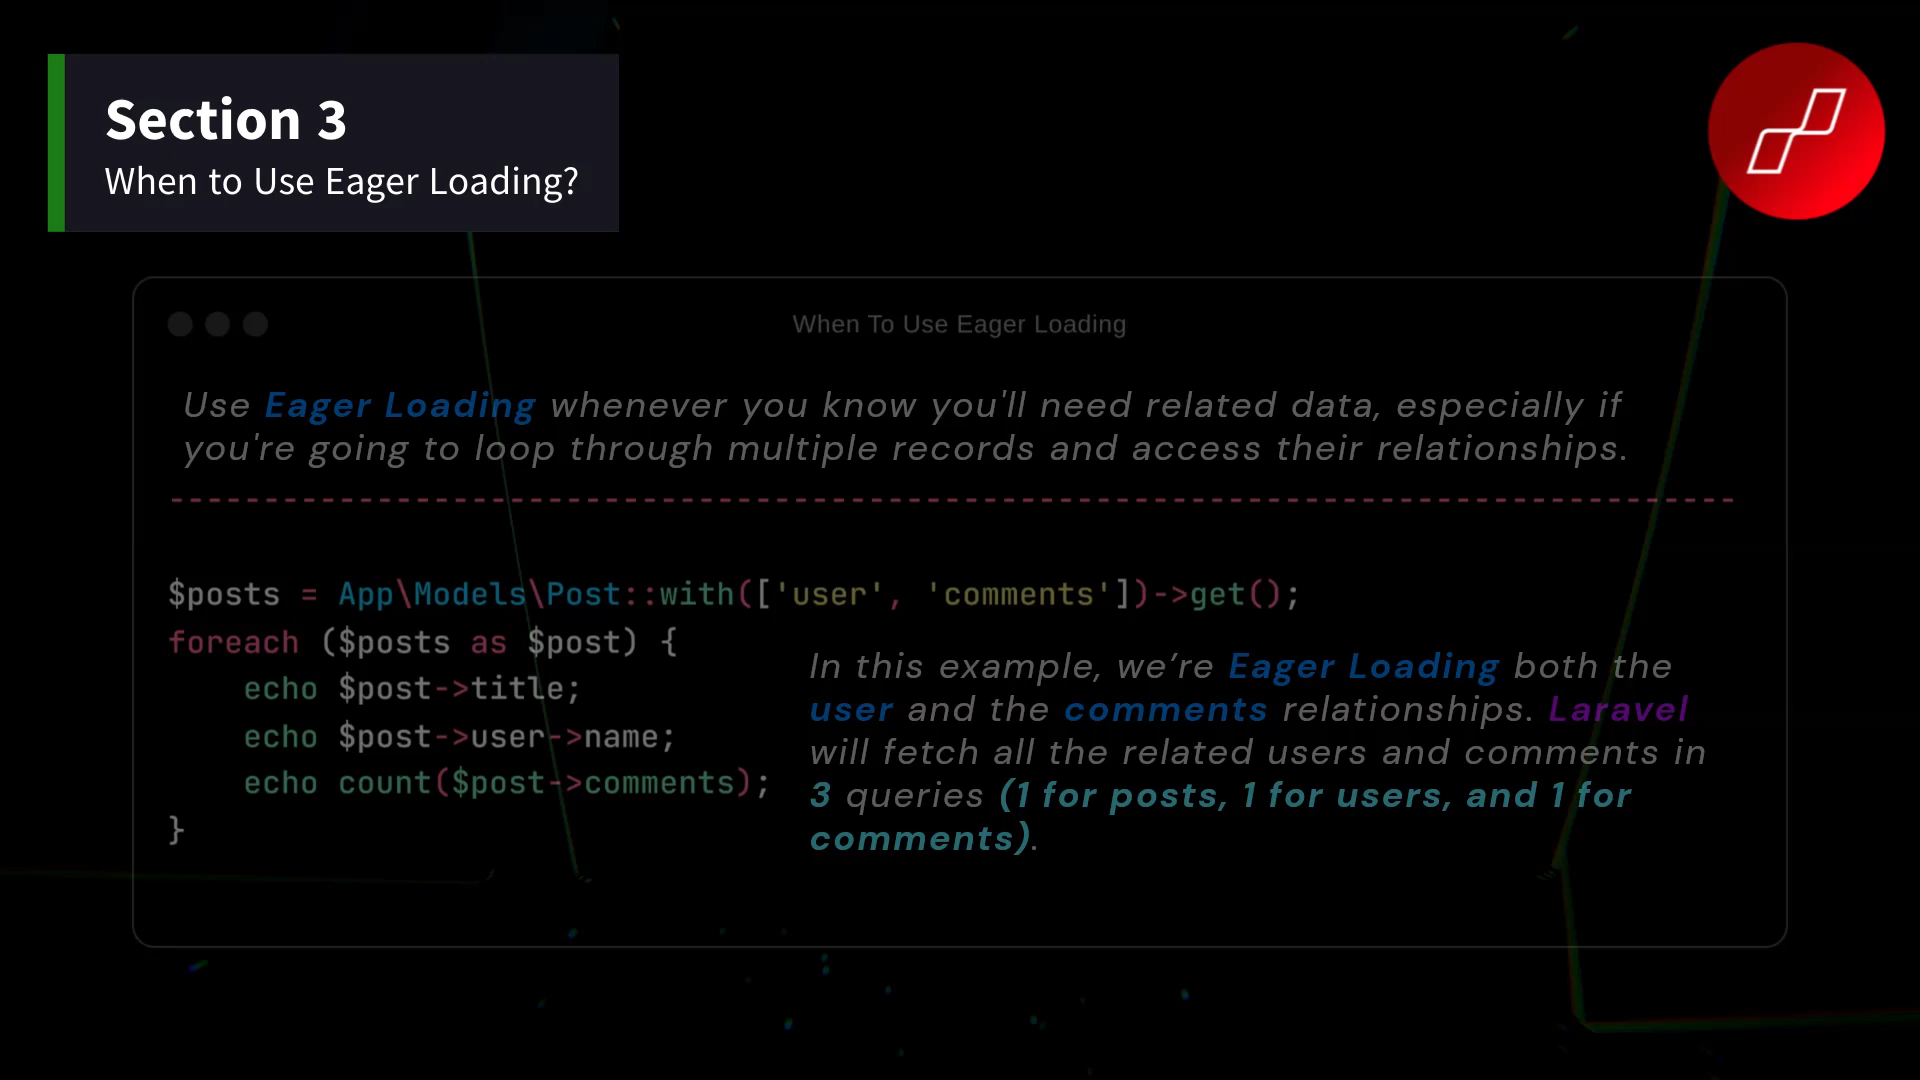 Section 3
When to Use Eager Loading?
When To Use Eager Loading
Use Eager Loading whenever you know you'll need related data, especially if
you're going to loop through multiple records and access their relationships.
-----------------------------------------------------------------------------------
$posts = App\Models\Post::with(['user', 'comments'])->get();
foreach ($posts as $post) {
    echo $post->title;
    echo $post->user->name;
    echo count($post->comments);
}
In this example, we’re Eager Loading both the
user and the comments relationships. Laravel
will fetch all the related users and comments in
3 queries (1 for posts, 1 for users, and 1 for
comments).